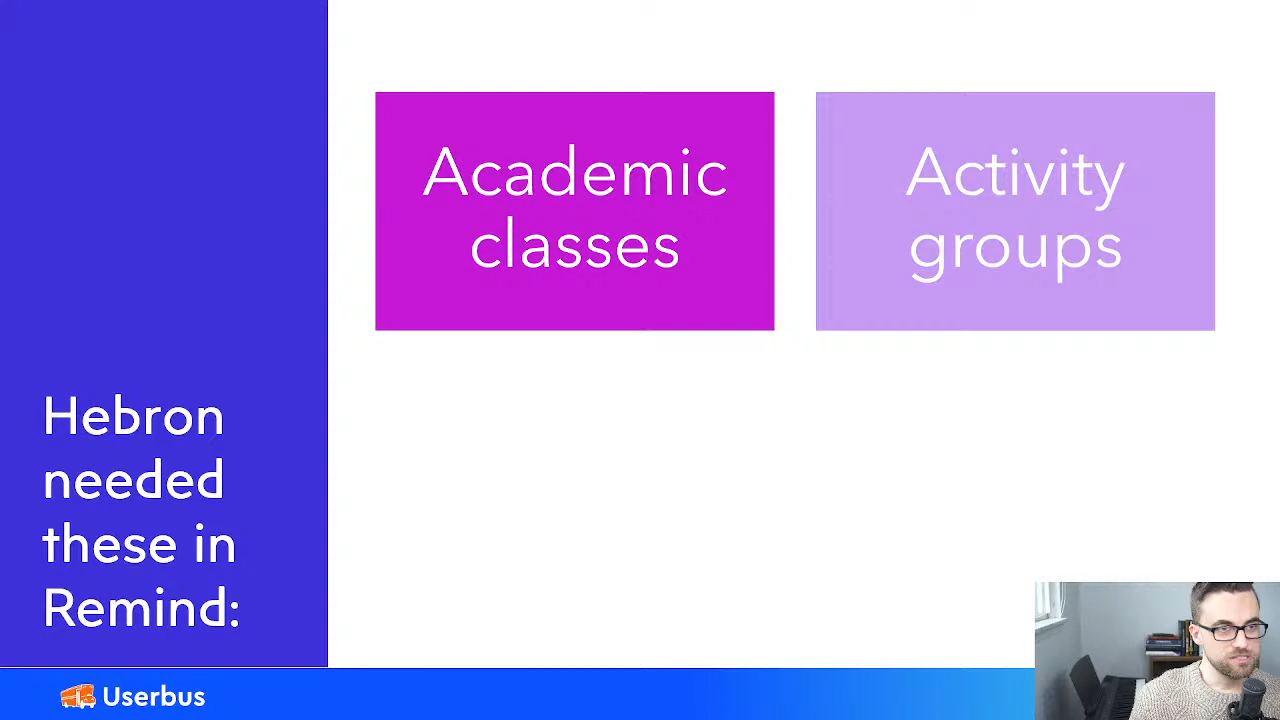 Academic
classes
Activity
groups
Hebron
needed
these in
Remind:
Userbus